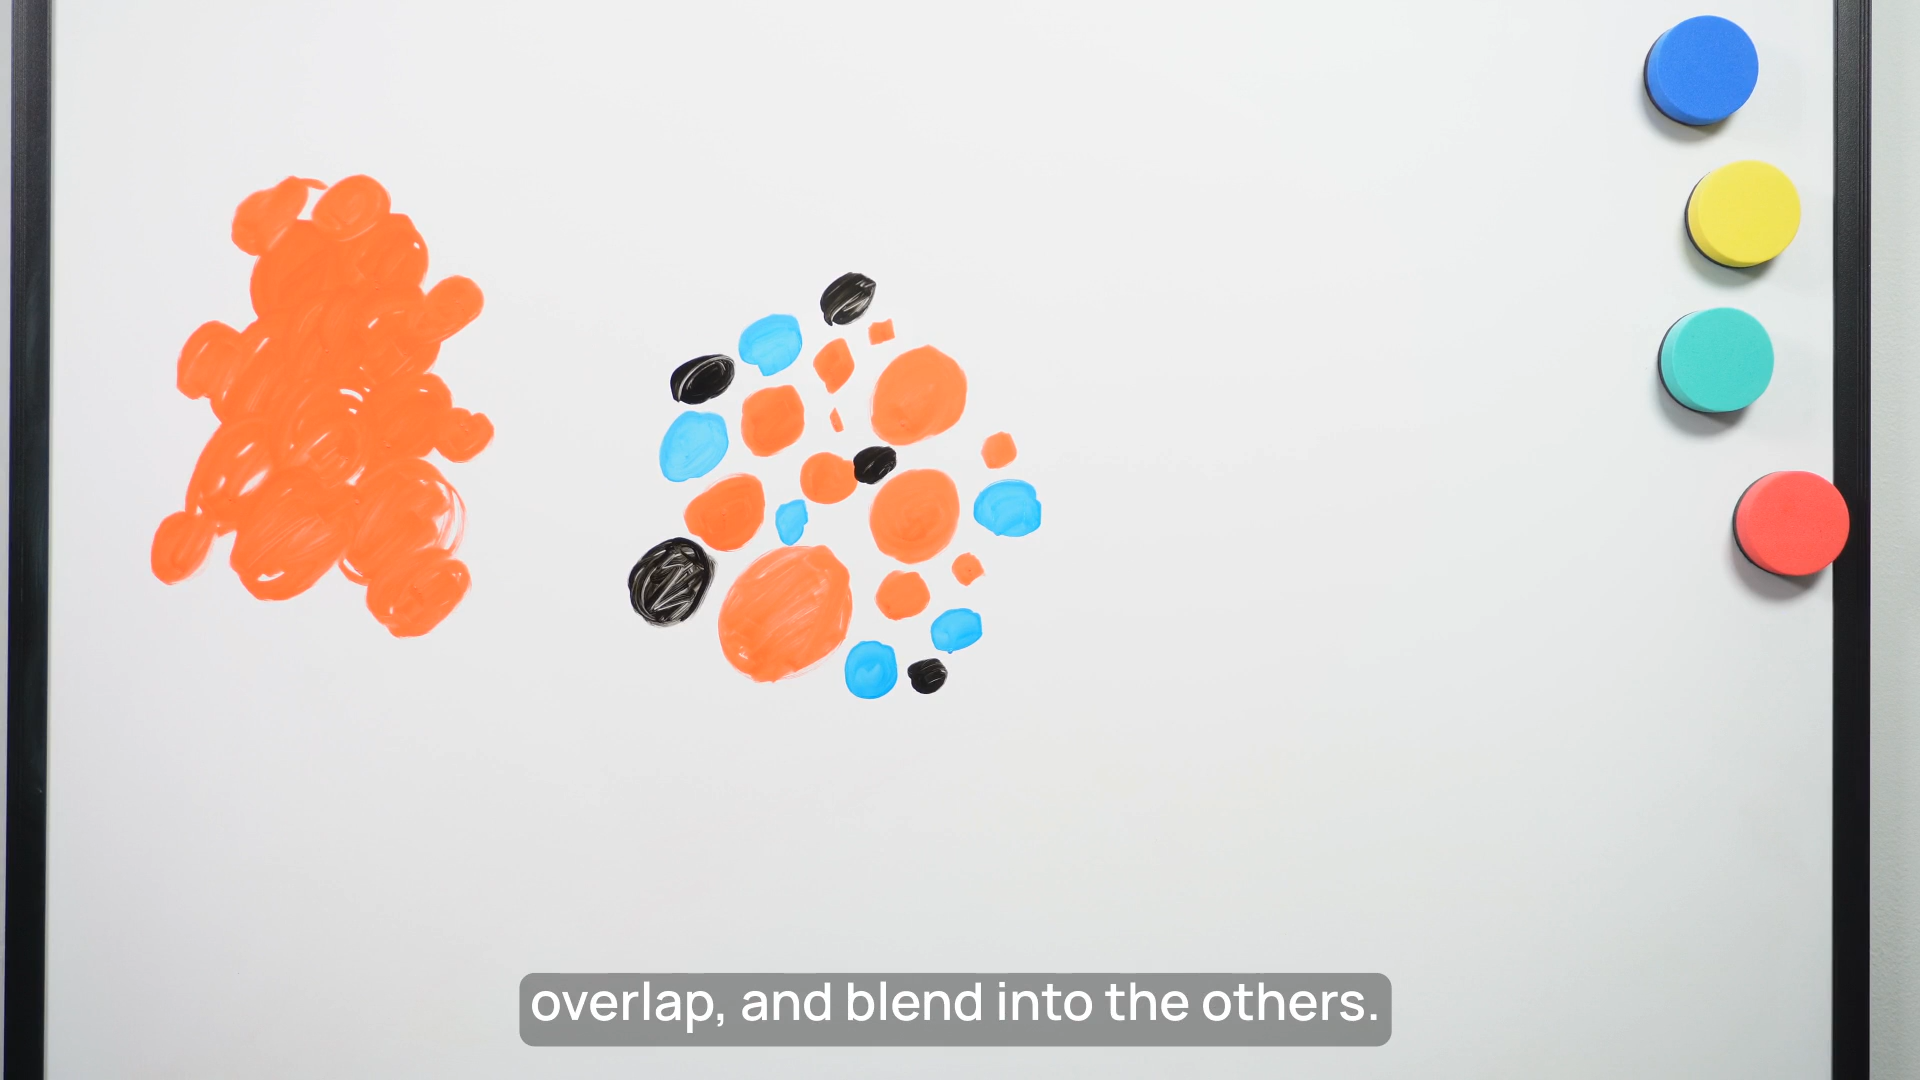 overlap, and blend into the others.